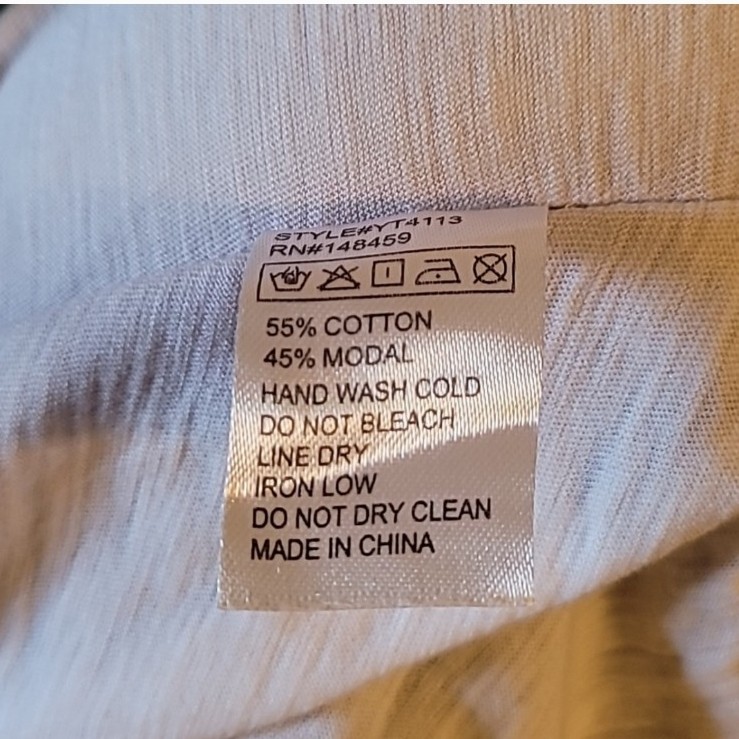 STYLE#YT4113
RN#148459
55% COTTON
45% MODAL
HAND WASH COLD
DO NOT BLEACH
LINE DRY
IRON LOW
DO NOT DRY CLEAN
MADE IN CHINA